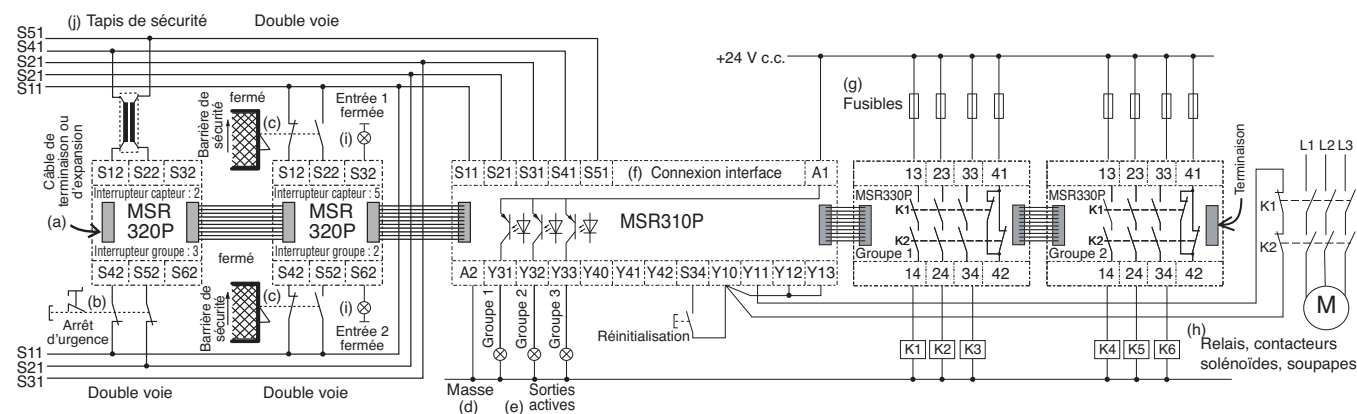 (j) Tapis de sécurité
Double voie
S51
S41
S21
S21
S11
+24 V c.c.
(g)
Fusibles
Câble de
terminaison ou
d'expansion
Barrière de
sécurité
fermé
(c)
Entrée 1
fermée
(i)
S12 S22 S32
Interrupteur capteur : 2
MSR
320P
Interrupteur groupe : 3
S42 S52 S62
(a)
S12 S22 S32
Interrupteur capteur : 5
MSR
320P
Interrupteur groupe : 2
S42 S52 S62
S11 S21 S31 S41 S51 (f) Connexion interface A1
MSR310P
A2 Y31 Y32 Y33 Y40 Y41 Y42 S34 Y10 Y11 Y12 Y13
13 23 33 41
MSR330P
K1
K2
Groupe 1
14 24 34 42
13 23 33 41
MSR330P
K1
K2
Groupe 2
14 24 34 42
Terminaison
L1 L2 L3
K1
K2
M
(b)
Arrêt
d'urgence
fermé
Barrière de
sécurité
(c)
(i)
Entrée 2
fermée
Groupe 1
Groupe 2
Groupe 3
Réinitialisation
K1 K2 K3
K4 K5 K6
(h)
Relais, contacteurs
solénoïdes, soupapes
S11
S21
S31
Double voie
Double voie
Masse
(d)
(e)
Sorties
actives